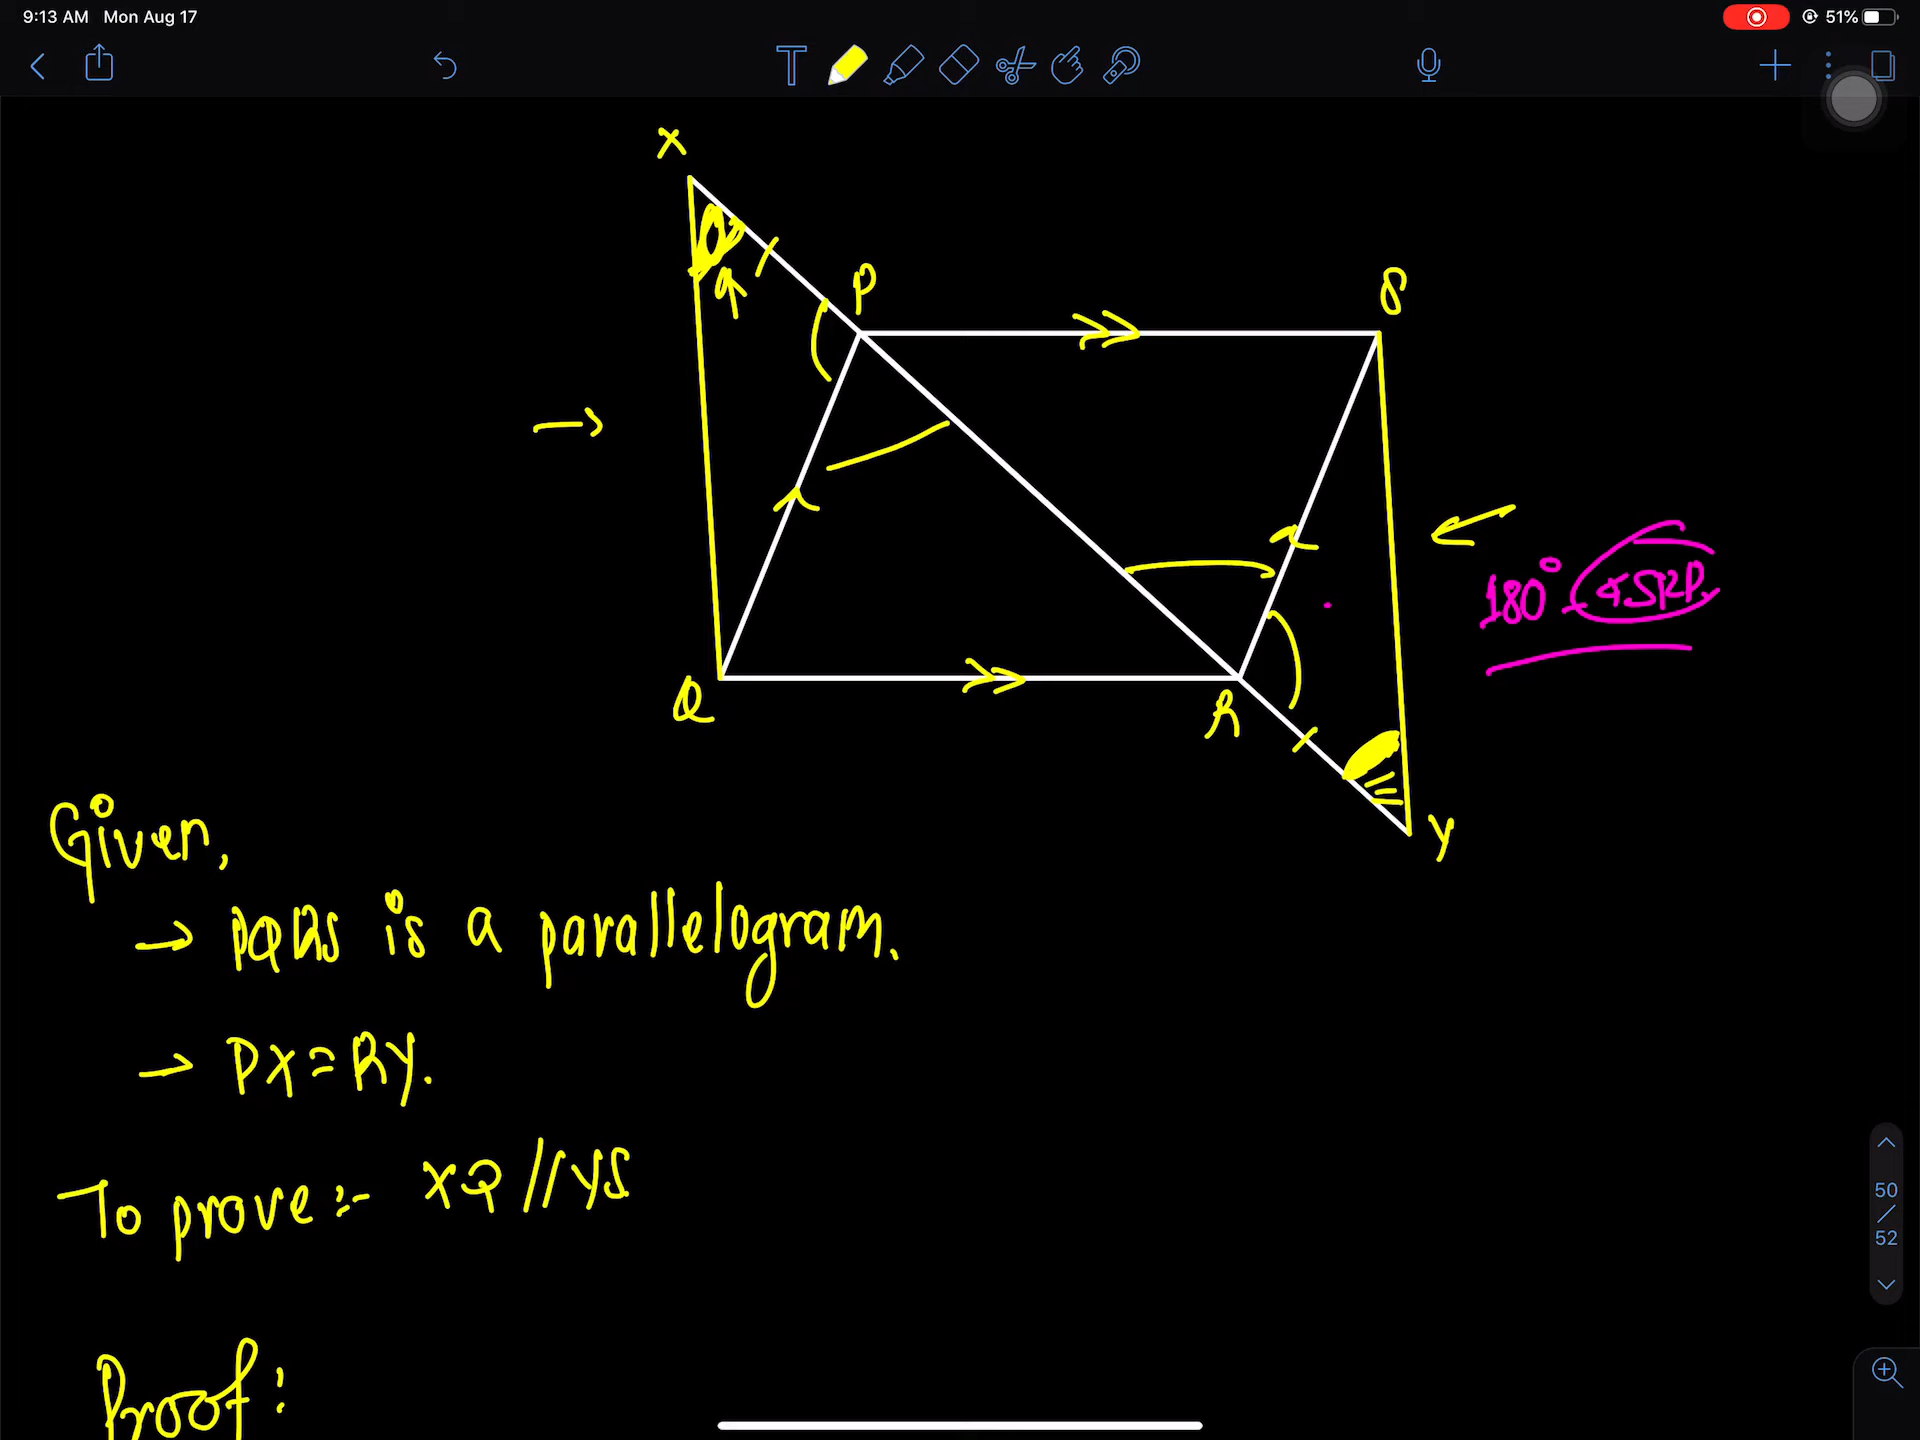 9:13 AM Mon Aug 17
51%
T
X
P
S
180° - ∢SRP.
Q
R
Y
Given,
→ PQRS is a parallelogram.
→ PX = RY.
To prove :- XQ // YS
Proof:
50
/
52